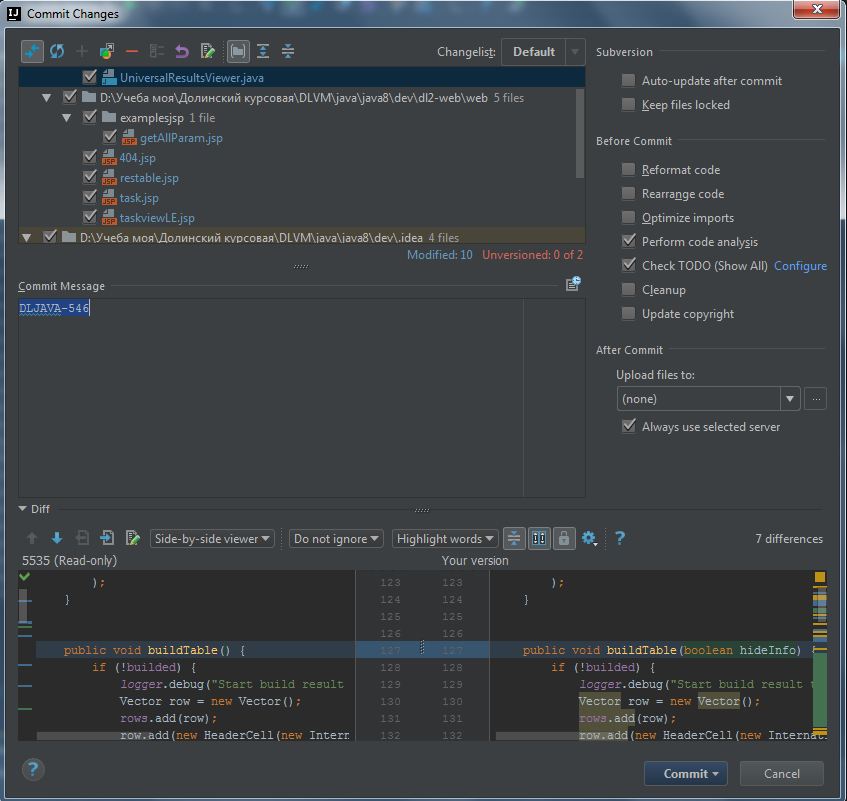 Commit Changes
Changelist: Default
UniversalResultsViewer.java
D:\Учеба моя\Долинский курсовая\DLVM\java\java8\dev\dl2-web\web 5 files
examplesjsp 1 file
getAllParam.jsp
404.jsp
restable.jsp
task.jsp
taskviewLE.jsp
D:\Учеба моя\Долинский курсовая\DLVM\java\java8\dev\.idea 4 files
Modified: 10 Unversioned: 0 of 2
Commit Message
DLJAVA-546
Subversion
Auto-update after commit
Keep files locked
Before Commit
Reformat code
Rearrange code
Optimize imports
Perform code analysis
Check TODO (Show All) Configure
Cleanup
Update copyright
After Commit
Upload files to:
(none)
...
Always use selected server
Diff
Side-by-side viewer Do not ignore Highlight words ? 7 differences
5535 (Read-only) Your version
); 123 123 );
} 124 124 }
125 125
126 126
public void buildTable() { 127 127 public void buildTable(boolean hideInfo) {
if (!builded) { 128 128 if (!builded) {
logger.debug("Start build result 129 129 logger.debug("Start build result t
Vector row = new Vector(); 130 130 Vector row = new Vector();
rows.add(row); 131 131 rows.add(row);
row.add(new HeaderCell(new Intern 132 132 row.add(new HeaderCell(new Internat
? Commit Cancel